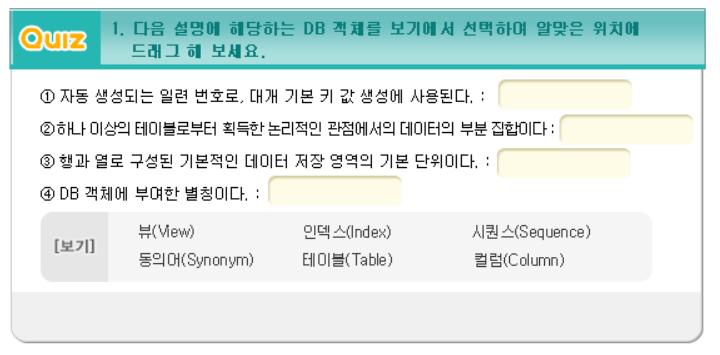 Quiz
1. 다음 설명에 해당하는 DB 객체를 보기에서 선택하여 알맞은 위치에
드래그 해 보세요.
① 자동 생성되는 일련 번호로, 대개 기본 키 값 생성에 사용된다. :
②하나 이상의 테이블로부터 획득한 논리적인 관점에서의 데이터의 부분 집합이다 :
③ 행과 열로 구성된 기본적인 데이터 저장 영역의 기본 단위이다. :
④ DB 객체에 부여한 별칭이다. :
[보기]
뷰(View) 인덱스(Index) 시퀀스(Sequence)
동의어(Synonym) 테이블(Table) 컬럼(Column)